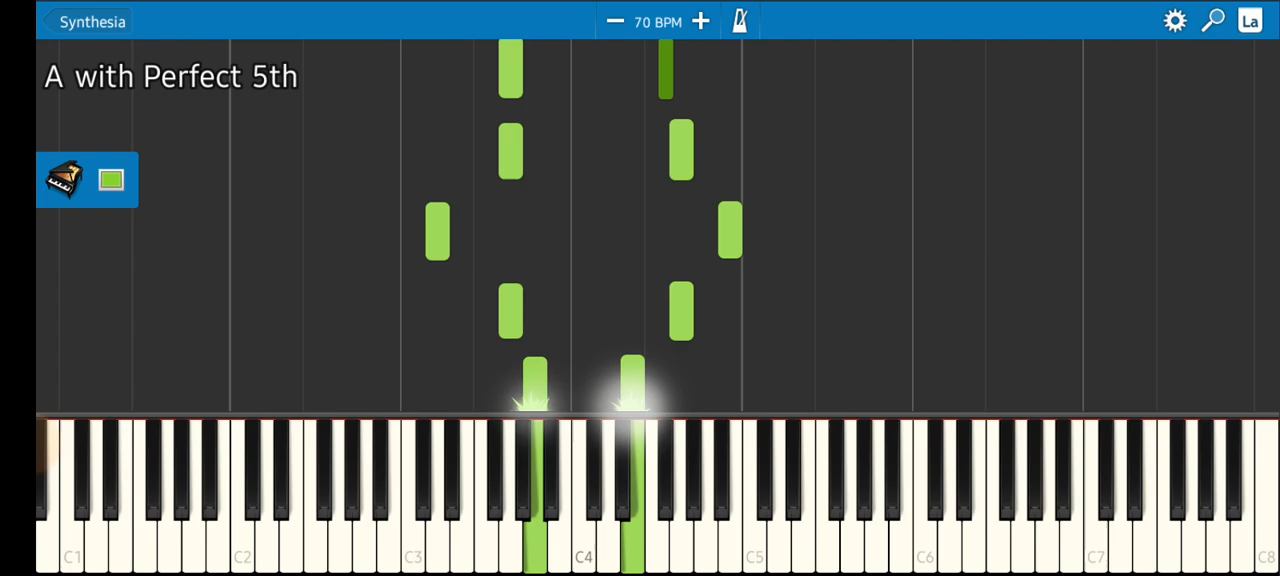 Synthesia
70 BPM
La
A with Perfect 5th
C1 C2 C3 C4 C5 C6 C7 C8